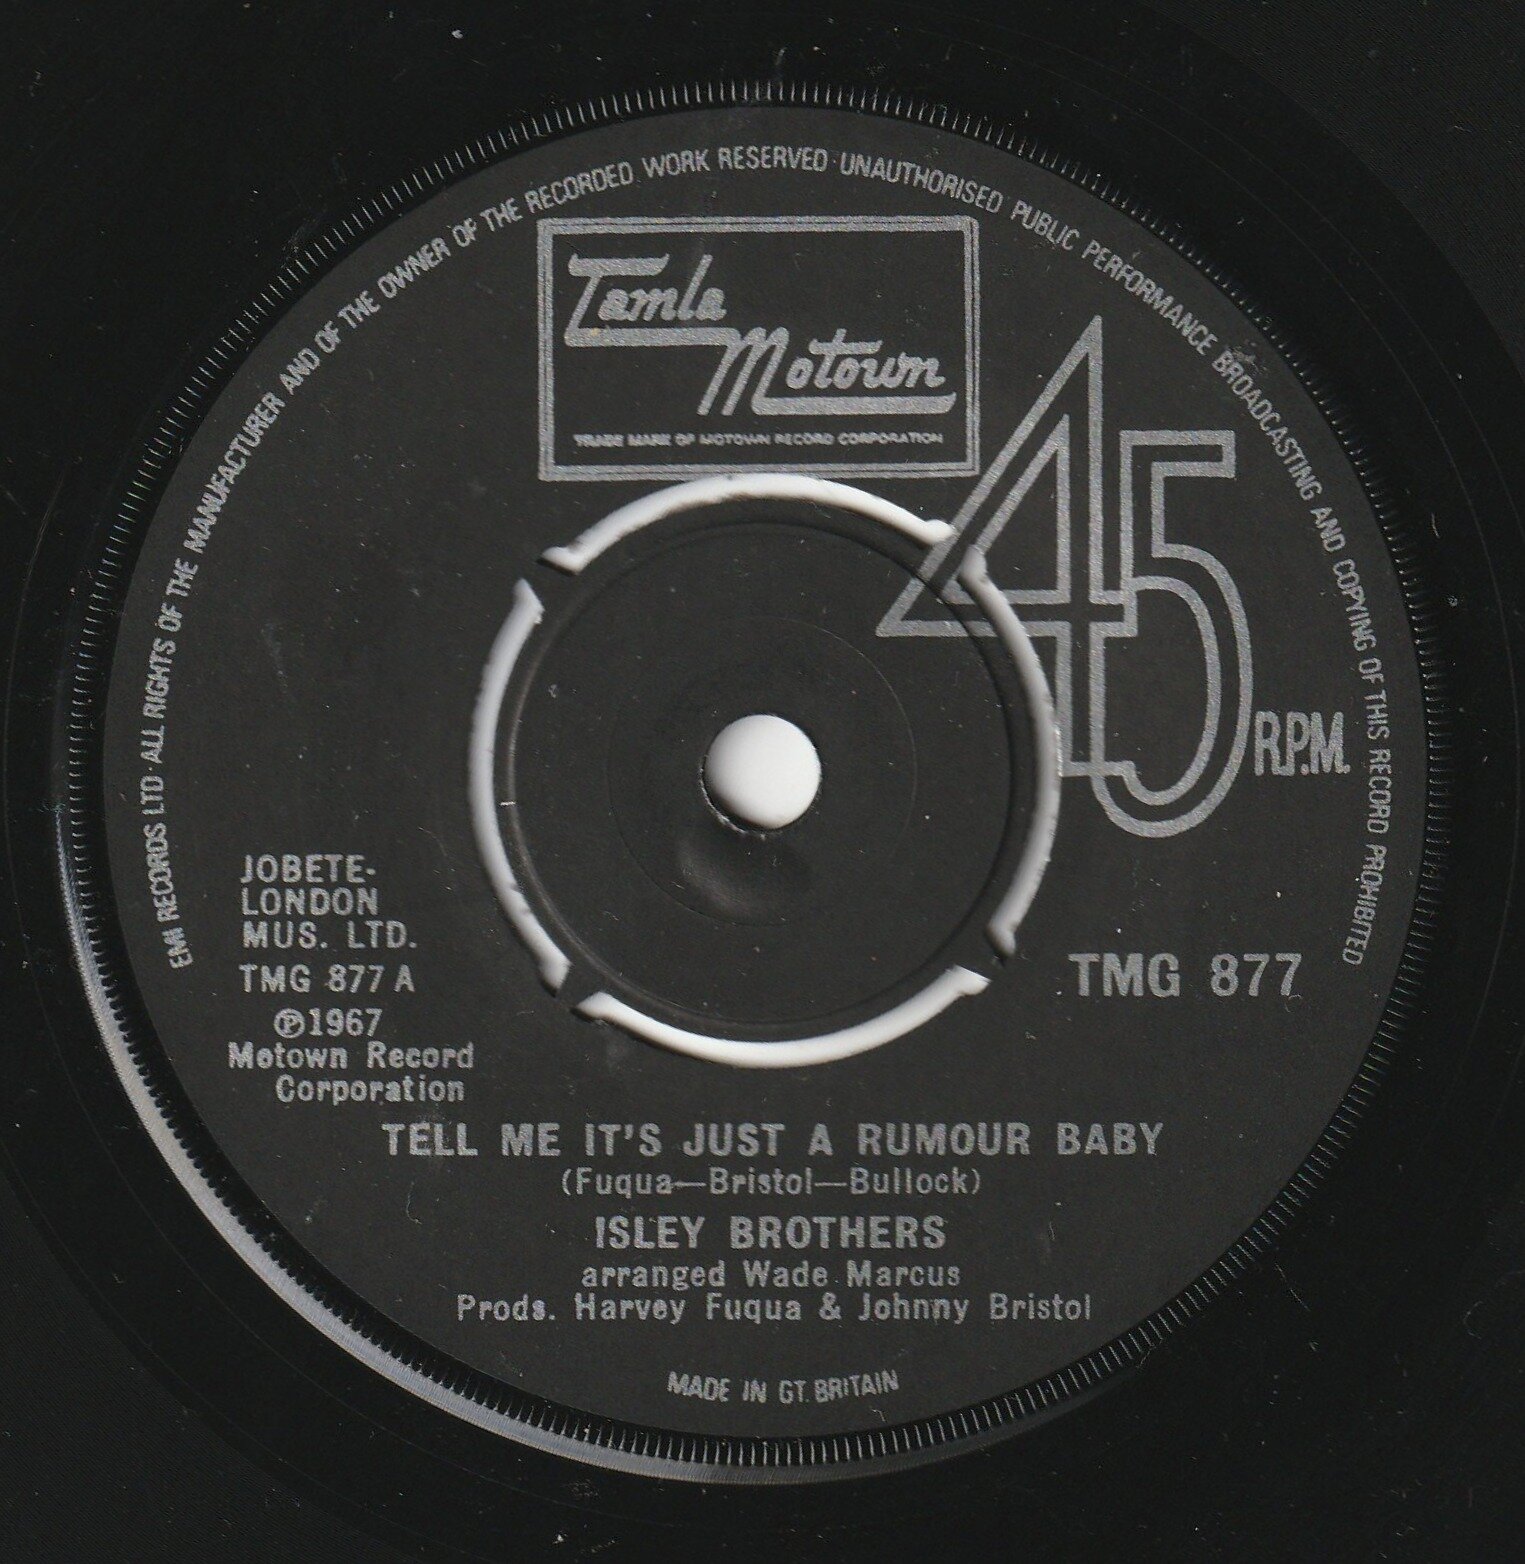 EMI RECORDS LTD · ALL RIGHTS OF THE MANUFACTURER AND OF THE OWNER OF THE RECORDED WORK RESERVED · UNAUTHORISED PUBLIC PERFORMANCE BROADCASTING AND COPYING OF THIS RECORD PROHIBITED
Tamla
Motown
TRADE MARK OF MOTOWN RECORD CORPORATION
45
R.P.M.
JOBETE-
LONDON
MUS. LTD.
TMG 877 A
℗1967
Motown Record
Corporation
TMG 877
TELL ME IT'S JUST A RUMOUR BABY
(Fuqua—Bristol—Bullock)
ISLEY BROTHERS
arranged Wade Marcus
Prods. Harvey Fuqua & Johnny Bristol
MADE IN GT. BRITAIN